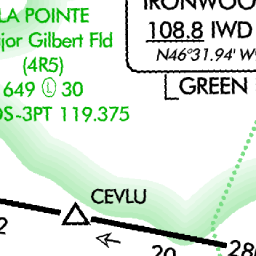 LA POINTE
jor Gilbert Fld
(4R5)
649 Ⓛ 30
OS-3PT 119.375
IRONWOO
108.8 IWD
N46°31.94' W
GREEN
CEVLU
2
20
28